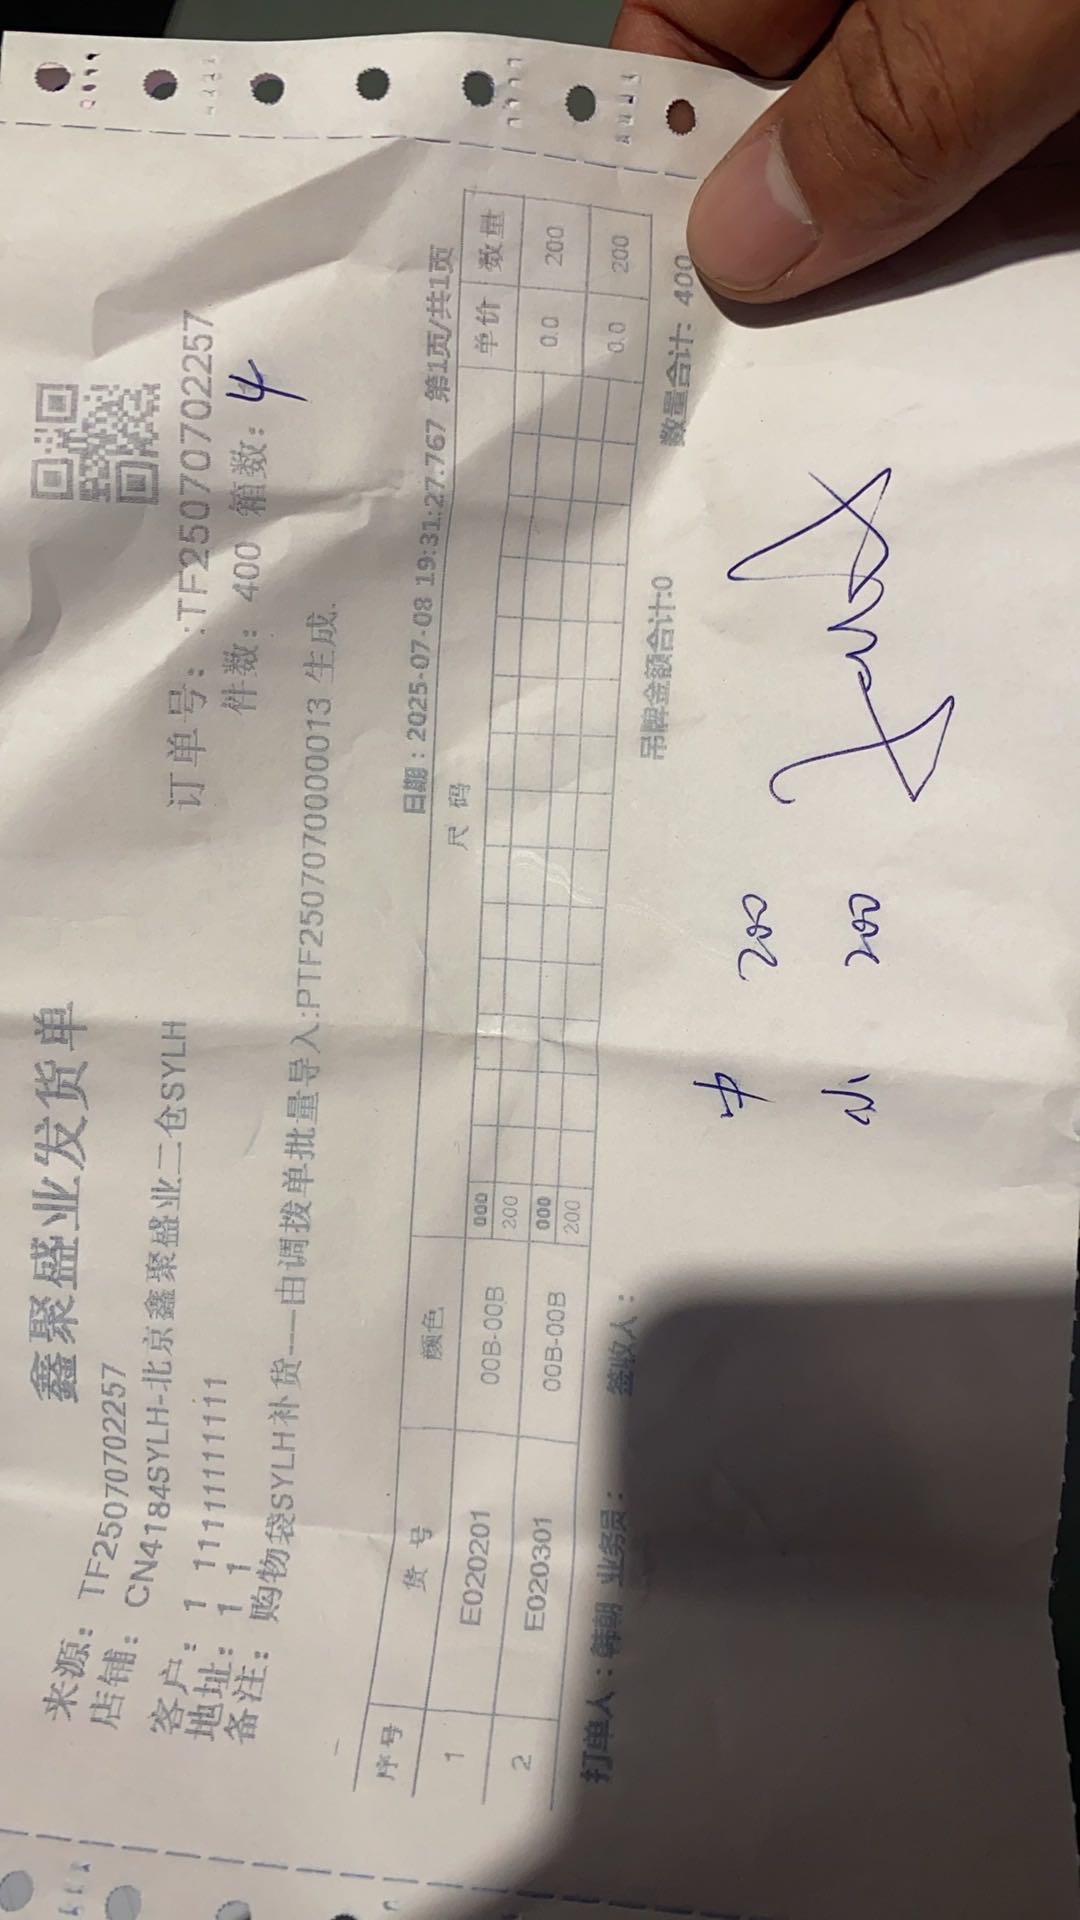 鑫聚盛业发货单
来源: TF2507070​2257
订单号: :TF25070702257
店铺: CN4184SYLH-北京鑫聚盛业二仓SYLH
件数: 400 箱数: 4
客户: 1 11111111111
地址: 1 1
备注: 购物袋SYLH补货----由调拨单批量导入:PTF250707000013 生成.
日期: 2025-07-08 19:31:27.767 第1页/共1页
序号 货号 颜色 尺码 单价 数量
1 E020201 00B-00B 000 200 0.0 200
2 E020301 00B-00B 000 200 0.0 200
打单人: 韩朝 业务员: 签收人: 吊牌金额合计:0 数量合计: 400
中 200
小 200